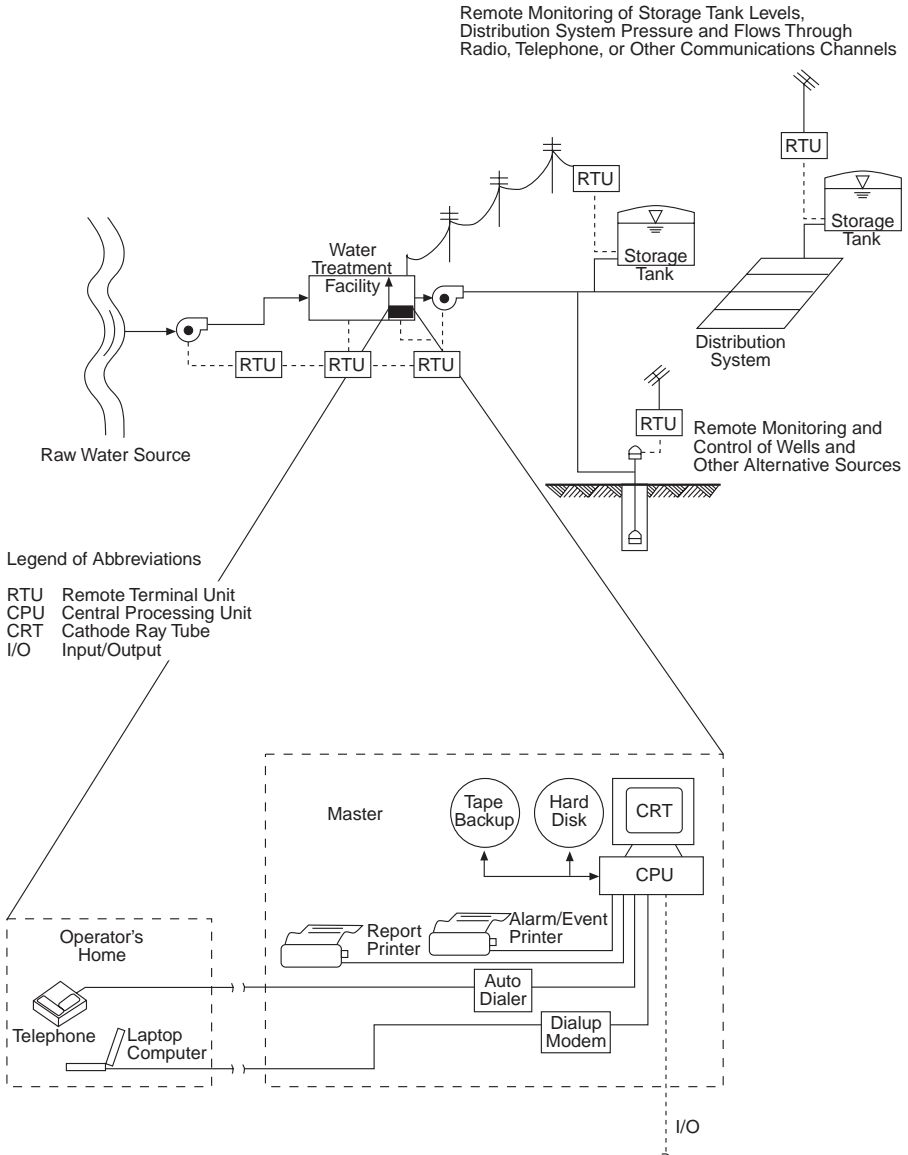 Remote Monitoring of Storage Tank Levels,
Distribution System Pressure and Flows Through
Radio, Telephone, or Other Communications Channels
RTU
RTU
Storage
Tank
Storage
Tank
Water
Treatment
Facility
Distribution
System
RTU
RTU
RTU
RTU
Remote Monitoring and
Control of Wells and
Other Alternative Sources
Raw Water Source
Legend of Abbreviations
RTU Remote Terminal Unit
CPU Central Processing Unit
CRT Cathode Ray Tube
I/O Input/Output
Master
Tape
Backup
Hard
Disk
CRT
CPU
Report
Printer
Alarm/Event
Printer
Operator's
Home
Auto
Dialer
Telephone
Laptop
Computer
Dialup
Modem
I/O